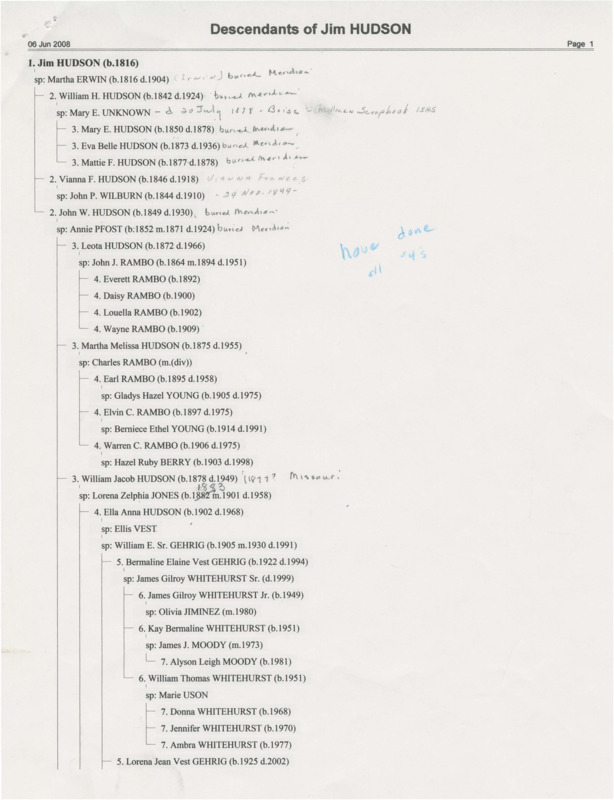 Descendants of Jim HUDSON
06 Jun 2008 Page 1
1. Jim HUDSON (b.1816)
sp: Martha ERWIN (b.1816 d.1904) (Irwin) buried Meridian
2. William H. HUDSON (b.1842 d.1924) buried meridian
sp: Mary E. UNKNOWN - d 20 July 1878 - Boise - Scrapbook ISHS
3. Mary E. HUDSON (b.1850 d.1878) buried Meridian
3. Eva Belle HUDSON (b.1873 d.1936) buried Meridian
3. Mattie F. HUDSON (b.1877 d.1878) buried meridian
2. Vianna F. HUDSON (b.1846 d.1918) Vianna Frances
sp: John P. WILBURN (b.1844 d.1910) - 29 Nov. 1844 -
2. John W. HUDSON (b.1849 d.1930), buried Meridian
sp: Annie PFOST (b.1852 m.1871 d.1924) buried Meridian
3. Leota HUDSON (b.1872 d.1966)
have done
all 4's
sp: John J. RAMBO (b.1864 m.1894 d.1951)
4. Everett RAMBO (b.1892)
4. Daisy RAMBO (b.1900)
4. Louella RAMBO (b.1902)
4. Wayne RAMBO (b.1909)
3. Martha Melissa HUDSON (b.1875 d.1955)
sp: Charles RAMBO (m.(div))
4. Earl RAMBO (b.1895 d.1958)
sp: Gladys Hazel YOUNG (b.1905 d.1975)
4. Elvin C. RAMBO (b.1897 d.1975)
sp: Berniece Ethel YOUNG (b.1914 d.1991)
4. Warren C. RAMBO (b.1906 d.1975)
sp: Hazel Ruby BERRY (b.1903 d.1998)
3. William Jacob HUDSON (b.1878 d.1949) (1877? Missouri
1883
sp: Lorena Zelphia JONES (b.1882 m.1901 d.1958)
4. Ella Anna HUDSON (b.1902 d.1968)
sp: Ellis VEST
sp: William E. Sr. GEHRIG (b.1905 m.1930 d.1991)
5. Bermaline Elaine Vest GEHRIG (b.1922 d.1994)
sp: James Gilroy WHITEHURST Sr. (d.1999)
6. James Gilroy WHITEHURST Jr. (b.1949)
sp: Olivia JIMINEZ (m.1980)
6. Kay Bermaline WHITEHURST (b.1951)
sp: James J. MOODY (m.1973)
7. Alyson Leigh MOODY (b.1981)
6. William Thomas WHITEHURST (b.1951)
sp: Marie USON
7. Donna WHITEHURST (b.1968)
7. Jennifer WHITEHURST (b.1970)
7. Ambra WHITEHURST (b.1977)
5. Lorena Jean Vest GEHRIG (b.1925 d.2002)